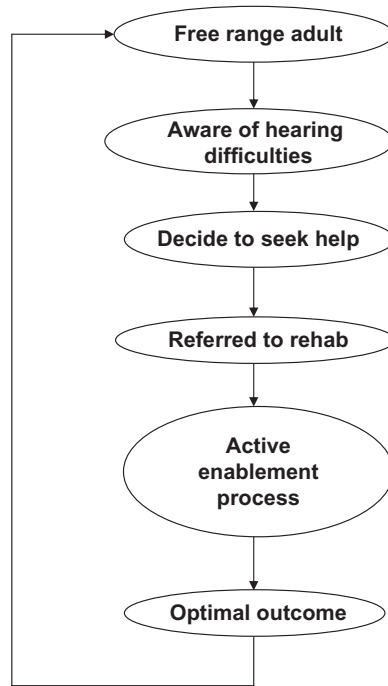 Free range adult
Aware of hearing
difficulties
Decide to seek help
Referred to rehab
Active
enablement
process
Optimal outcome